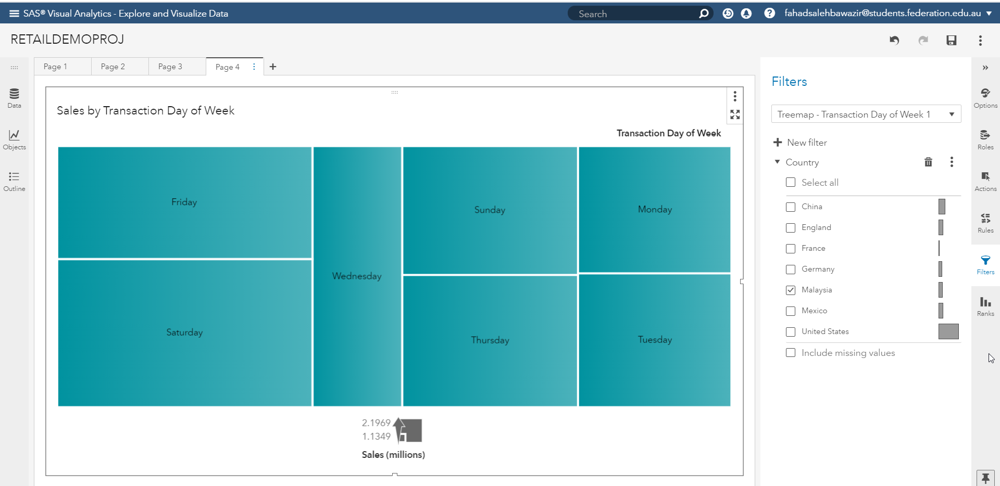 SAS® Visual Analytics - Explore and Visualize Data
Search
fahadsalehbawazir@students.federation.edu.au
RETAILDEMOPROJ
Page 1
Page 2
Page 3
Page 4
Data
Objects
Outline
Sales by Transaction Day of Week
Transaction Day of Week
Friday
Saturday
Wednesday
Sunday
Thursday
Monday
Tuesday
2.1969
1.1349
Sales (millions)
Filters
Treemap - Transaction Day of Week 1
New filter
Country
Select all
China
England
France
Germany
Malaysia
Mexico
United States
Include missing values
Options
Roles
Actions
Rules
Filters
Ranks